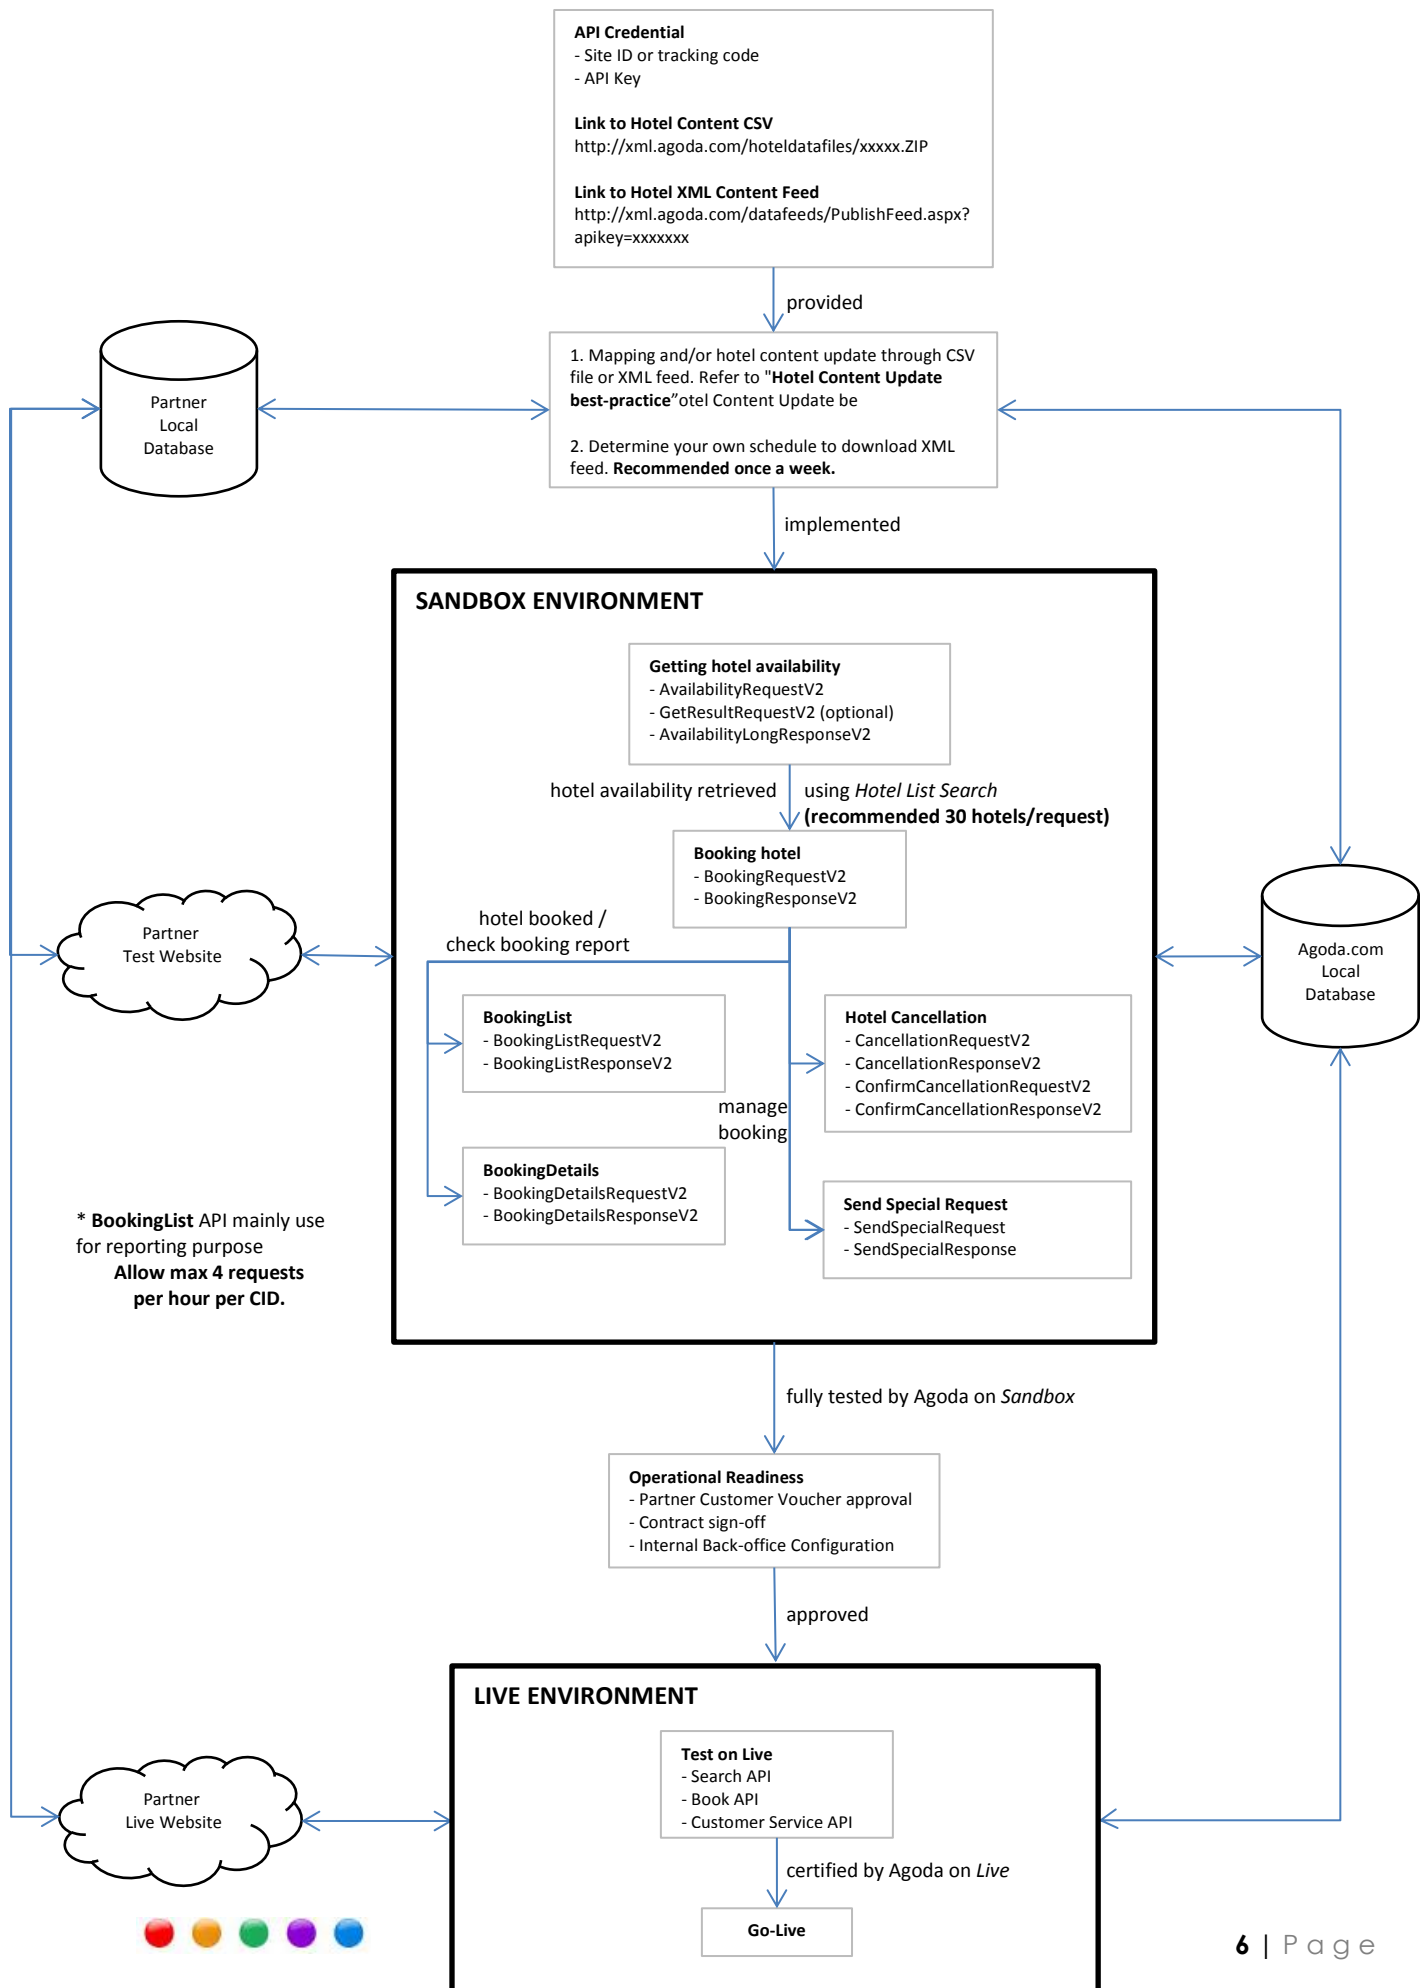 API Credential
- Site ID or tracking code
- API Key
Link to Hotel Content CSV
http://xml.agoda.com/hoteldatafiles/xxxxx.ZIP
Link to Hotel XML Content Feed
http://xml.agoda.com/datafeeds/PublishFeed.aspx?
apikey=xxxxxxx
provided
Partner
Local
Database
1. Mapping and/or hotel content update through CSV
file or XML feed. Refer to "Hotel Content Update
best-practice”otel Content Update be
2. Determine your own schedule to download XML
feed. Recommended once a week.
implemented
SANDBOX ENVIRONMENT
Getting hotel availability
- AvailabilityRequestV2
- GetResultRequestV2 (optional)
- AvailabilityLongResponseV2
hotel availability retrieved
using Hotel List Search
(recommended 30 hotels/request)
Booking hotel
- BookingRequestV2
- BookingResponseV2
hotel booked /
check booking report
Partner
Test Website
Agoda.com
Local
Database
BookingList
- BookingListRequestV2
- BookingListResponseV2
Hotel Cancellation
- CancellationRequestV2
- CancellationResponseV2
- ConfirmCancellationRequestV2
- ConfirmCancellationResponseV2
manage
booking
BookingDetails
- BookingDetailsRequestV2
- BookingDetailsResponseV2
Send Special Request
- SendSpecialRequest
- SendSpecialResponse
* BookingList API mainly use
for reporting purpose
Allow max 4 requests
per hour per CID.
fully tested by Agoda on Sandbox
Operational Readiness
- Partner Customer Voucher approval
- Contract sign-off
- Internal Back-office Configuration
approved
LIVE ENVIRONMENT
Test on Live
- Search API
- Book API
- Customer Service API
Partner
Live Website
certified by Agoda on Live
Go-Live
6 | Page